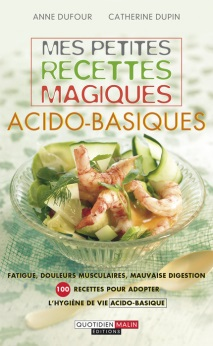 ANNE DUFOUR CATHERINE DUPIN
MES PETITES
RECETTES
MAGIQUES
ACIDO-BASIQUES
FATIGUE, DOULEURS MUSCULAIRES, MAUVAISE DIGESTION
100 RECETTES POUR ADOPTER
L'HYGIÈNE DE VIE ACIDO-BASIQUE
QUOTIDIEN MALIN
EDITIONS